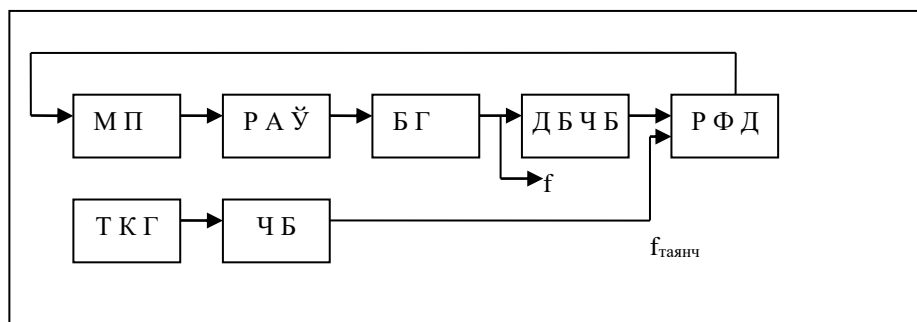 М П Р А Ў Б Г Д Б Ч Б Р Ф Д
f
Т К Г Ч Б
fтаянч